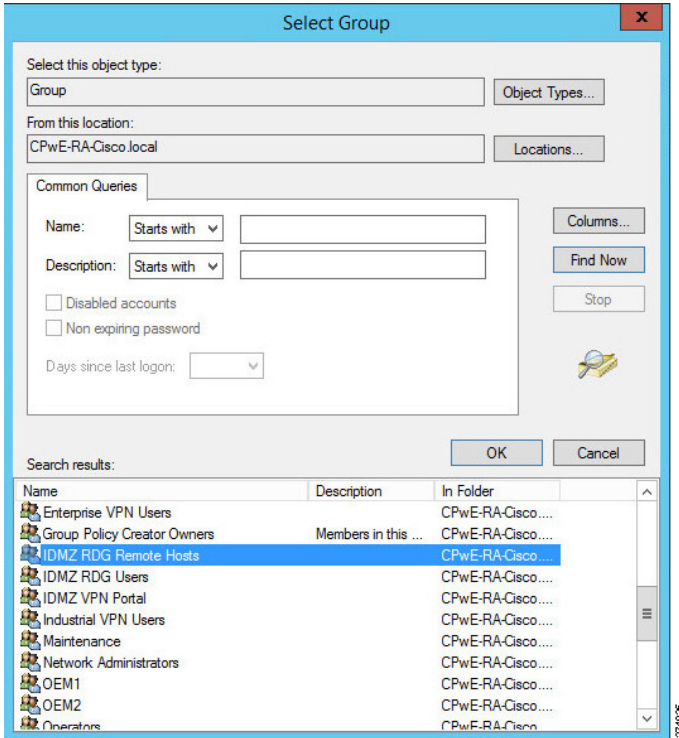 Select Group
x
Select this object type:
Group
Object Types...
From this location:
CPwE-RA-Cisco.local
Locations...
Common Queries
Name: Starts with
Columns...
Description: Starts with
Find Now
Disabled accounts
Stop
Non expiring password
Days since last logon:
OK Cancel
Search results:
Name Description In Folder
Enterprise VPN Users CPwE-RA-Cisco....
Group Policy Creator Owners Members in this ... CPwE-RA-Cisco....
IDMZ RDG Remote Hosts CPwE-RA-Cisco....
IDMZ RDG Users CPwE-RA-Cisco....
IDMZ VPN Portal CPwE-RA-Cisco....
Industrial VPN Users CPwE-RA-Cisco....
Maintenance CPwE-RA-Cisco....
Network Administrators CPwE-RA-Cisco....
OEM1 CPwE-RA-Cisco....
OEM2 CPwE-RA-Cisco....
Operators CPwE-RA-Cisco....